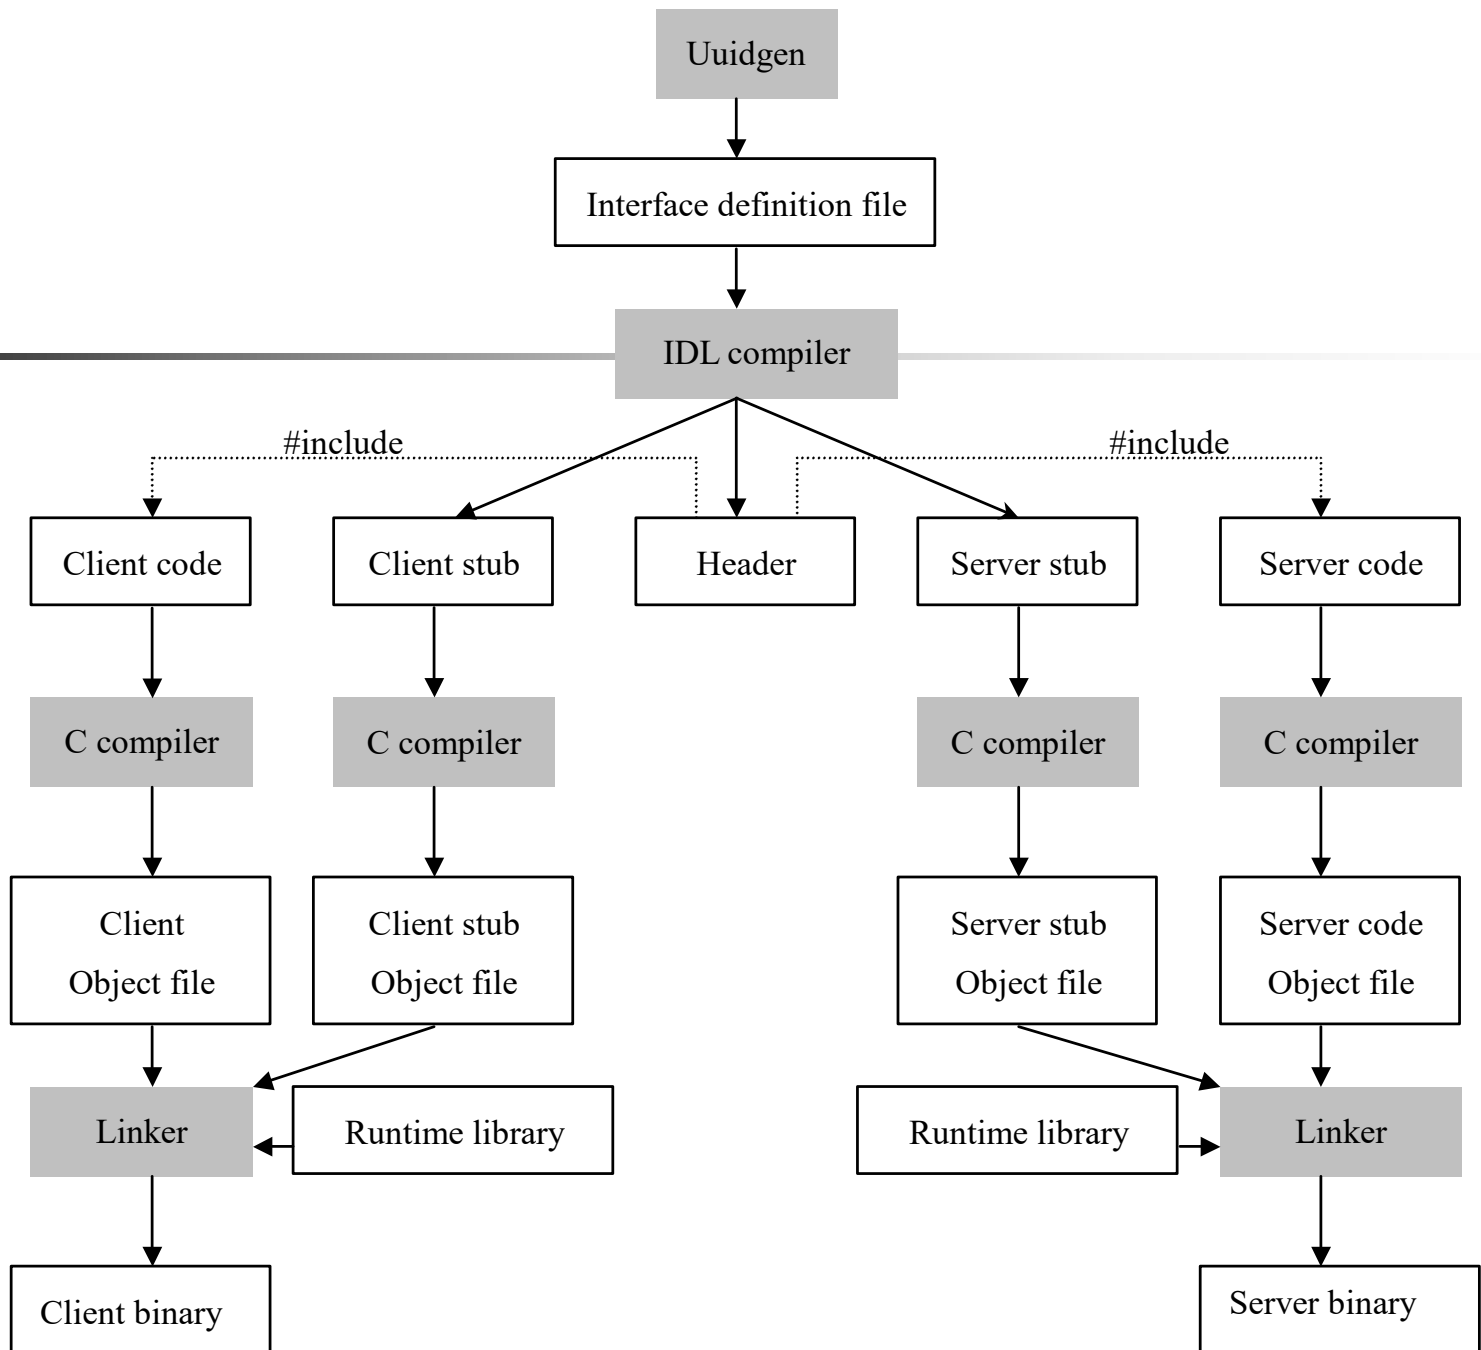 Uuidgen
Interface definition file
IDL compiler
#include
#include
Client code
Client stub
Header
Server stub
Server code
C compiler
C compiler
C compiler
C compiler
Client
Object file
Client stub
Object file
Server stub
Object file
Server code
Object file
Linker
Runtime library
Runtime library
Linker
Client binary
Server binary